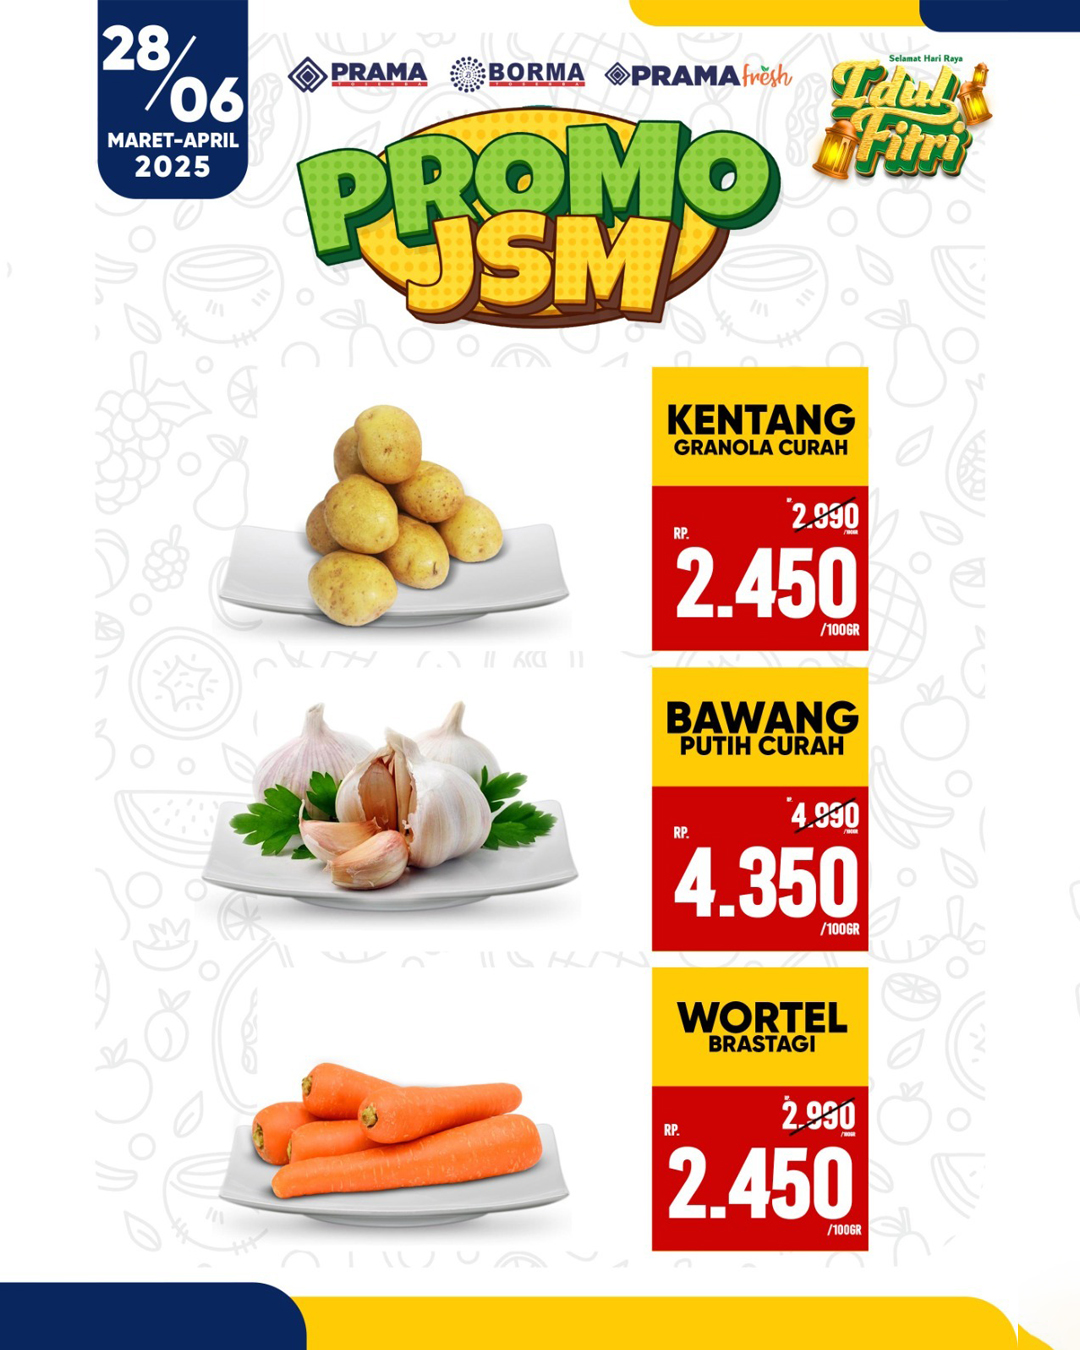 28/06
MARET-APRIL
2025
PRAMA
BORMA
PRAMA fresh
Selamat Hari Raya
Idul
Fitri
PROMO
JSM
KENTANG
GRANOLA CURAH
2.990
RP.
2.450
/100GR
BAWANG
PUTIH CURAH
4.990
RP.
4.350
/100GR
WORTEL
BRASTAGI
2.990
RP.
2.450
/100GR